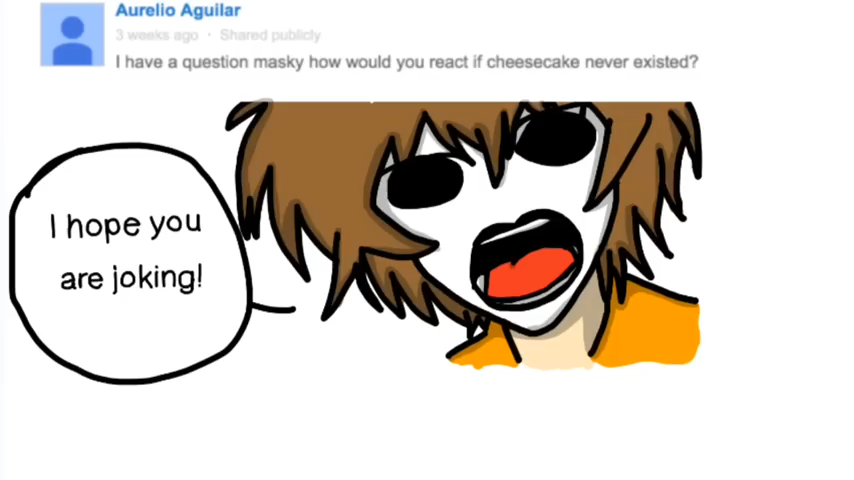 Aurelio Aguilar
3 weeks ago · Shared publicly
I have a question masky how would you react if cheesecake never existed?
I hope you
are joking!